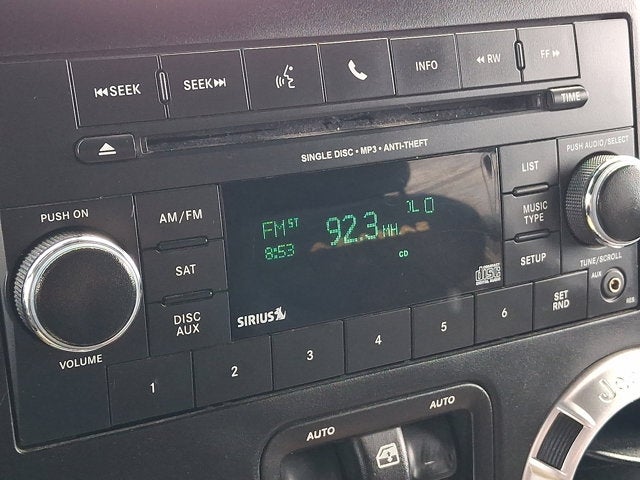 ⏮SEEK
SEEK⏭
INFO
◀◀ RW
FF ▶▶
TIME
SINGLE DISC • MP3 • ANTI-THEFT
PUSH ON
VOLUME
AM/FM
SAT
DISC AUX
FM ST
8:53
92.3
CD
SIRIUS
LIST
MUSIC TYPE
SETUP
PUSH AUDIO/SELECT
TUNE/SCROLL
AUX
SET RND
1
2
3
4
5
6
AUTO
AUTO